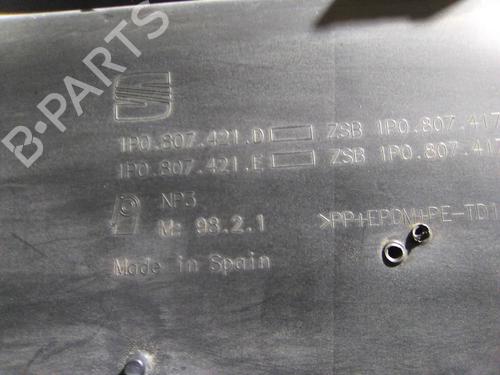 B-PARTS
1P0.807.421.D ZSB 1P0.807.417
1P0.807.421.E ZSB 1P0.807.417
NP3
M: 98.2.1
>PP+EPDM+PE-TD1
Made in Spain